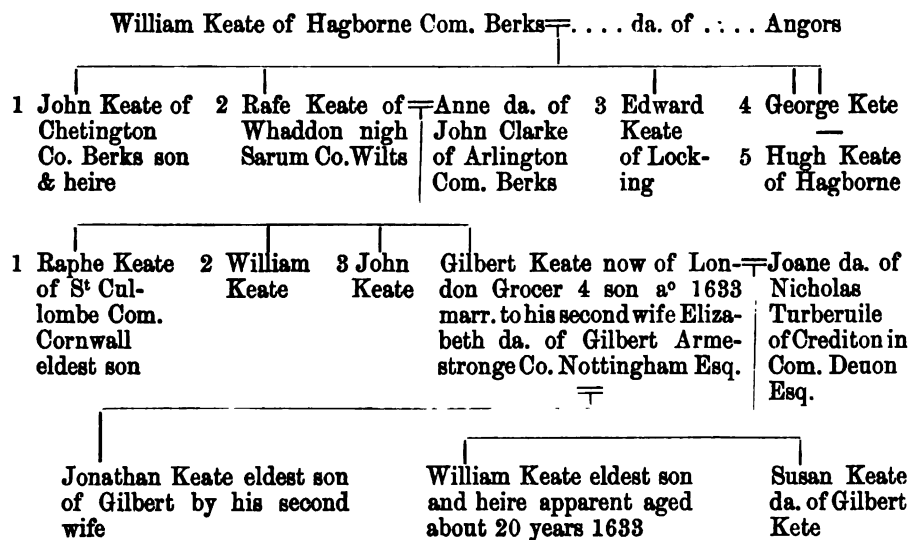 William Keate of Hagborne Com. Berks=. . . . da. of . : . . Angors
1 John Keate of
Chetington
Co. Berks son
& heire
2 Rafe Keate of
Whaddon nigh
Sarum Co. Wilts
=Anne da. of
John Clarke
of Arlington
Com. Berks
3 Edward
Keate
of Lock-
ing
4 George Kete
—
5 Hugh Keate
of Hagborne
1 Raphe Keate
of St Cul-
lombe Com.
Cornwall
eldest son
2 William
Keate
3 John
Keate
Gilbert Keate now of Lon-
don Grocer 4 son aº 1633
marr. to his second wife Eliza-
beth da. of Gilbert Arme-
stronge Co. Nottingham Esq.
=Joane da. of
Nicholas
Turberuile
of Crediton in
Com. Deuon
Esq.
Jonathan Keate eldest son
of Gilbert by his second
wife
William Keate eldest son
and heire apparent aged
about 20 years 1633
Susan Keate
da. of Gilbert
Kete